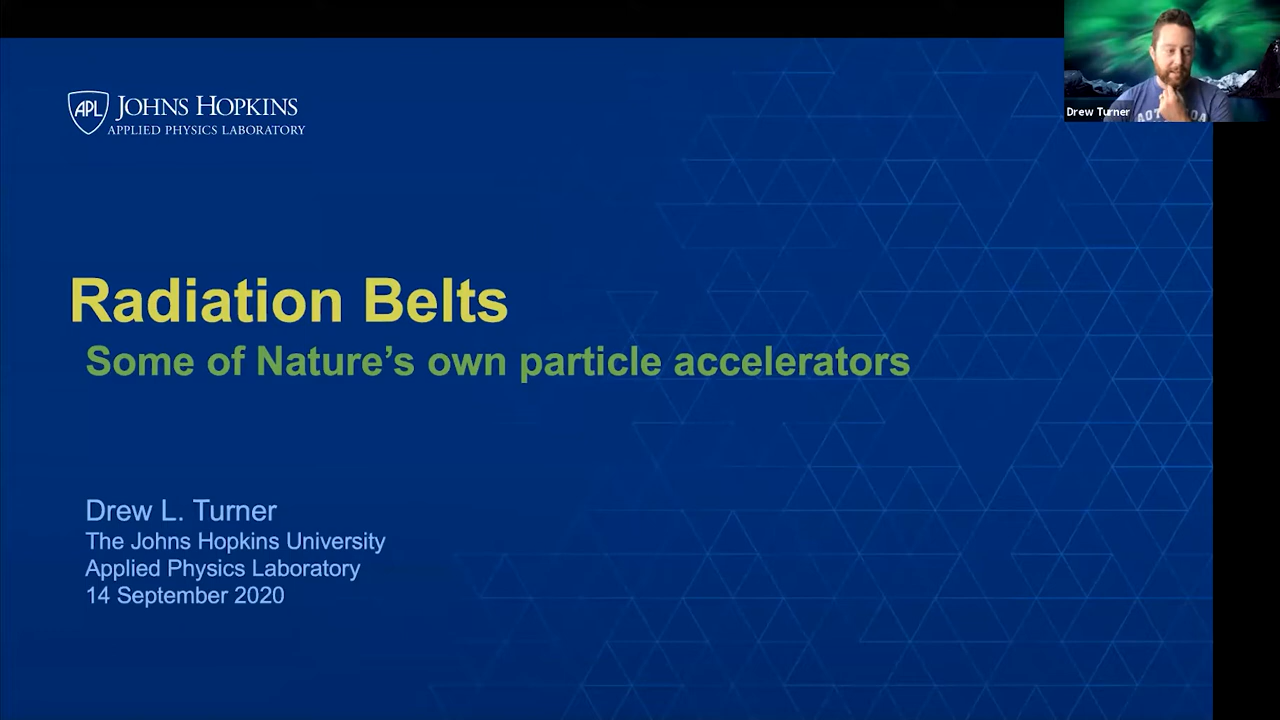 APL JOHNS HOPKINS
APPLIED PHYSICS LABORATORY
Drew Turner
Radiation Belts
Some of Nature's own particle accelerators
Drew L. Turner
The Johns Hopkins University
Applied Physics Laboratory
14 September 2020